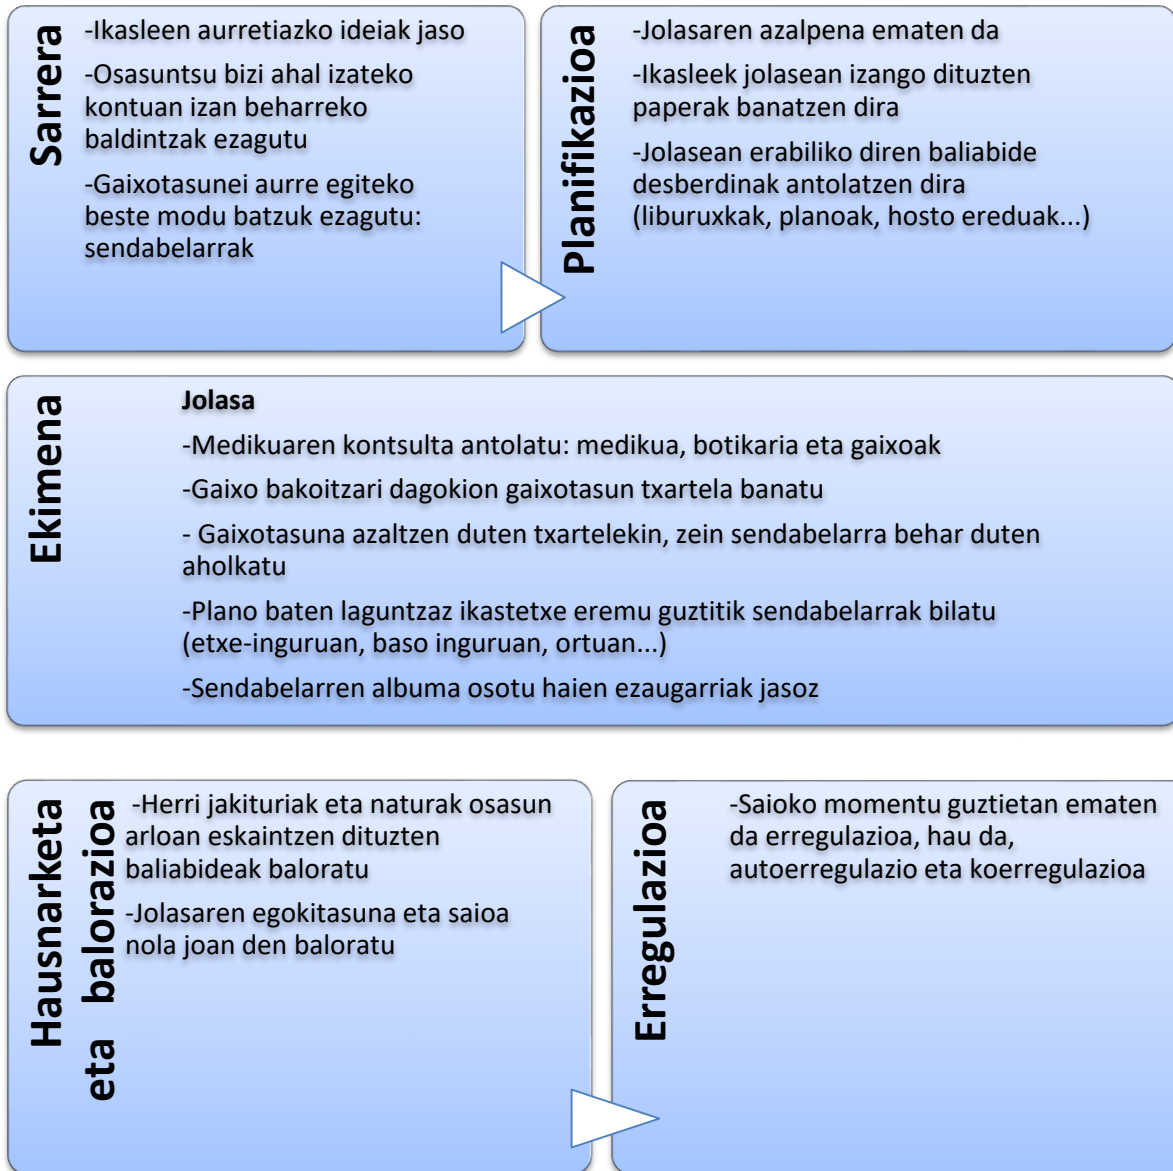 Sarrera
-Ikasleen aurretiazko ideiak jaso
-Osasuntsu bizi ahal izateko
kontuan izan beharreko
baldintzak ezagutu
-Gaixotasunei aurre egiteko
beste modu batzuk ezagutu:
sendabelarrak
Planifikazioa
-Jolasaren azalpena ematen da
-Ikasleek jolasean izango dituzten
paperak banatzen dira
-Jolasean erabiliko diren baliabide
desberdinak antolatzen dira
(liburuxkak, planoak, hosto ereduak...)
Ekimena
Jolasa
-Medikuaren kontsulta antolatu: medikua, botikaria eta gaixoak
-Gaixo bakoitzari dagokion gaixotasun txartela banatu
- Gaixotasuna azaltzen duten txartelekin, zein sendabelarra behar duten
aholkatu
-Plano baten laguntzaz ikastetxe eremu guztitik sendabelarrak bilatu
(etxe-inguruan, baso inguruan, ortuan...)
-Sendabelarren albuma osotu haien ezaugarriak jasoz
Hausnarketa
eta balorazioa
-Herri jakituriak eta naturak osasun
arloan eskaintzen dituzten
baliabideak baloratu
-Jolasaren egokitasuna eta saioa
nola joan den baloratu
Erregulazioa
-Saioko momentu guztietan ematen
da erregulazioa, hau da,
autoerregulazio eta koerregulazioa